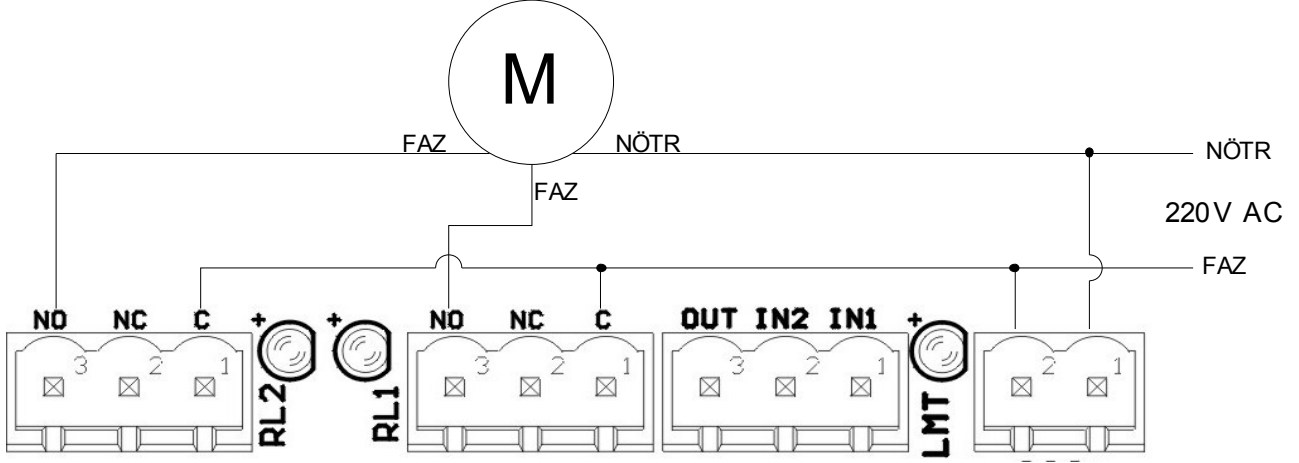 M
FAZ
NÖTR
NÖTR
FAZ
220V AC
FAZ
NO NC C + + NO NC C OUT IN2 IN1 +
3 2 1 3 2 1 3 2 1 2 1
RL2
RL1
LMT